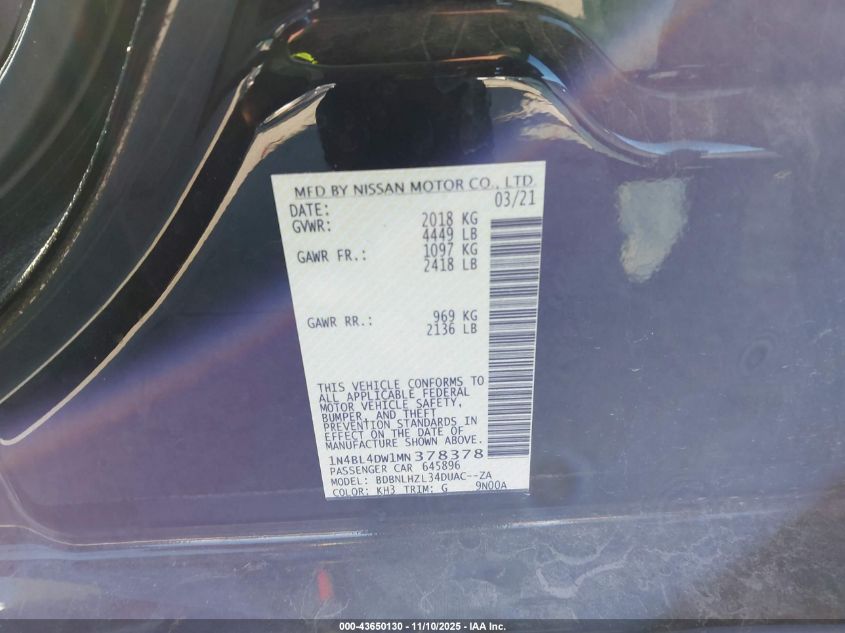 MFD BY NISSAN MOTOR CO., LTD.
DATE: 03/21
GVWR: 2018 KG
4449 LB
GAWR FR.: 1097 KG
2418 LB
GAWR RR.: 969 KG
2136 LB
THIS VEHICLE CONFORMS TO
ALL APPLICABLE FEDERAL
MOTOR VEHICLE SAFETY,
BUMPER, AND THEFT
PREVENTION STANDARDS IN
EFFECT ON THE DATE OF
MANUFACTURE SHOWN ABOVE.
1N4BL4DW1MN378378
PASSENGER CAR 645896
MODEL: BDBNLHZL34DUAC--ZA
COLOR: KH3 TRIM: G 9N00A
000-43650130 - 11/10/2025 - IAA Inc.